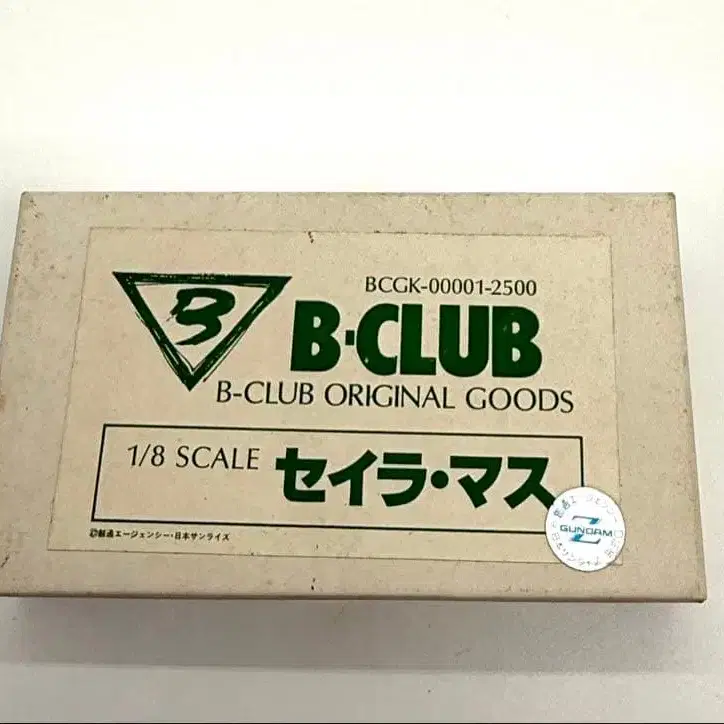 BCGK-00001-2500
B
B·CLUB
B-CLUB ORIGINAL GOODS
1/8 SCALE セイラ・マス
創通エージェンシー・日本サンライズ
Z
GUNDAM